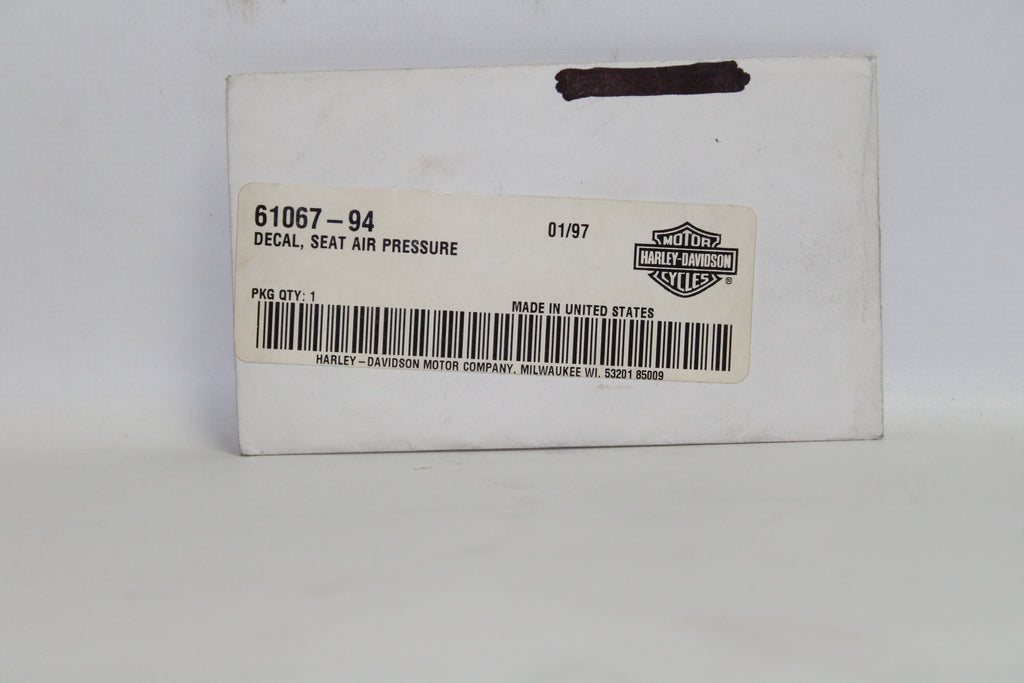 61067-94
DECAL, SEAT AIR PRESSURE
01/97
MOTOR
HARLEY-DAVIDSON
CYCLES
®
PKG QTY: 1
MADE IN UNITED STATES
HARLEY-DAVIDSON MOTOR COMPANY. MILWAUKEE WI. 53201 85009